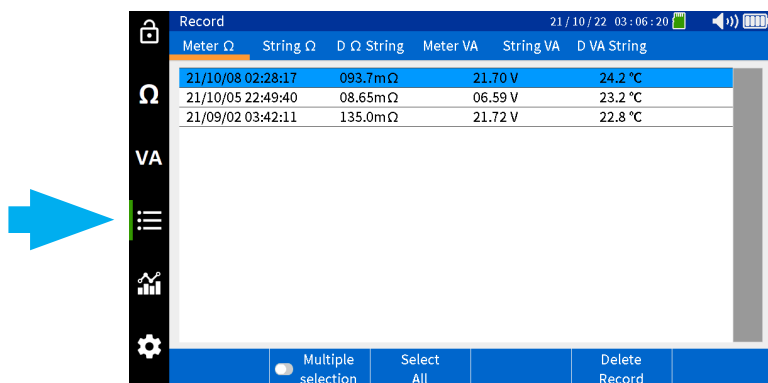 Record 21/10/22 03:06:20
Meter Ω String Ω D Ω String Meter VA String VA D VA String
21/10/08 02:28:17 093.7mΩ 21.70 V 24.2 ℃
21/10/05 22:49:40 08.65mΩ 06.59 V 23.2 ℃
21/09/02 03:42:11 135.0mΩ 21.72 V 22.8 ℃
Ω
VA
Multiple Select Delete
selection All Record